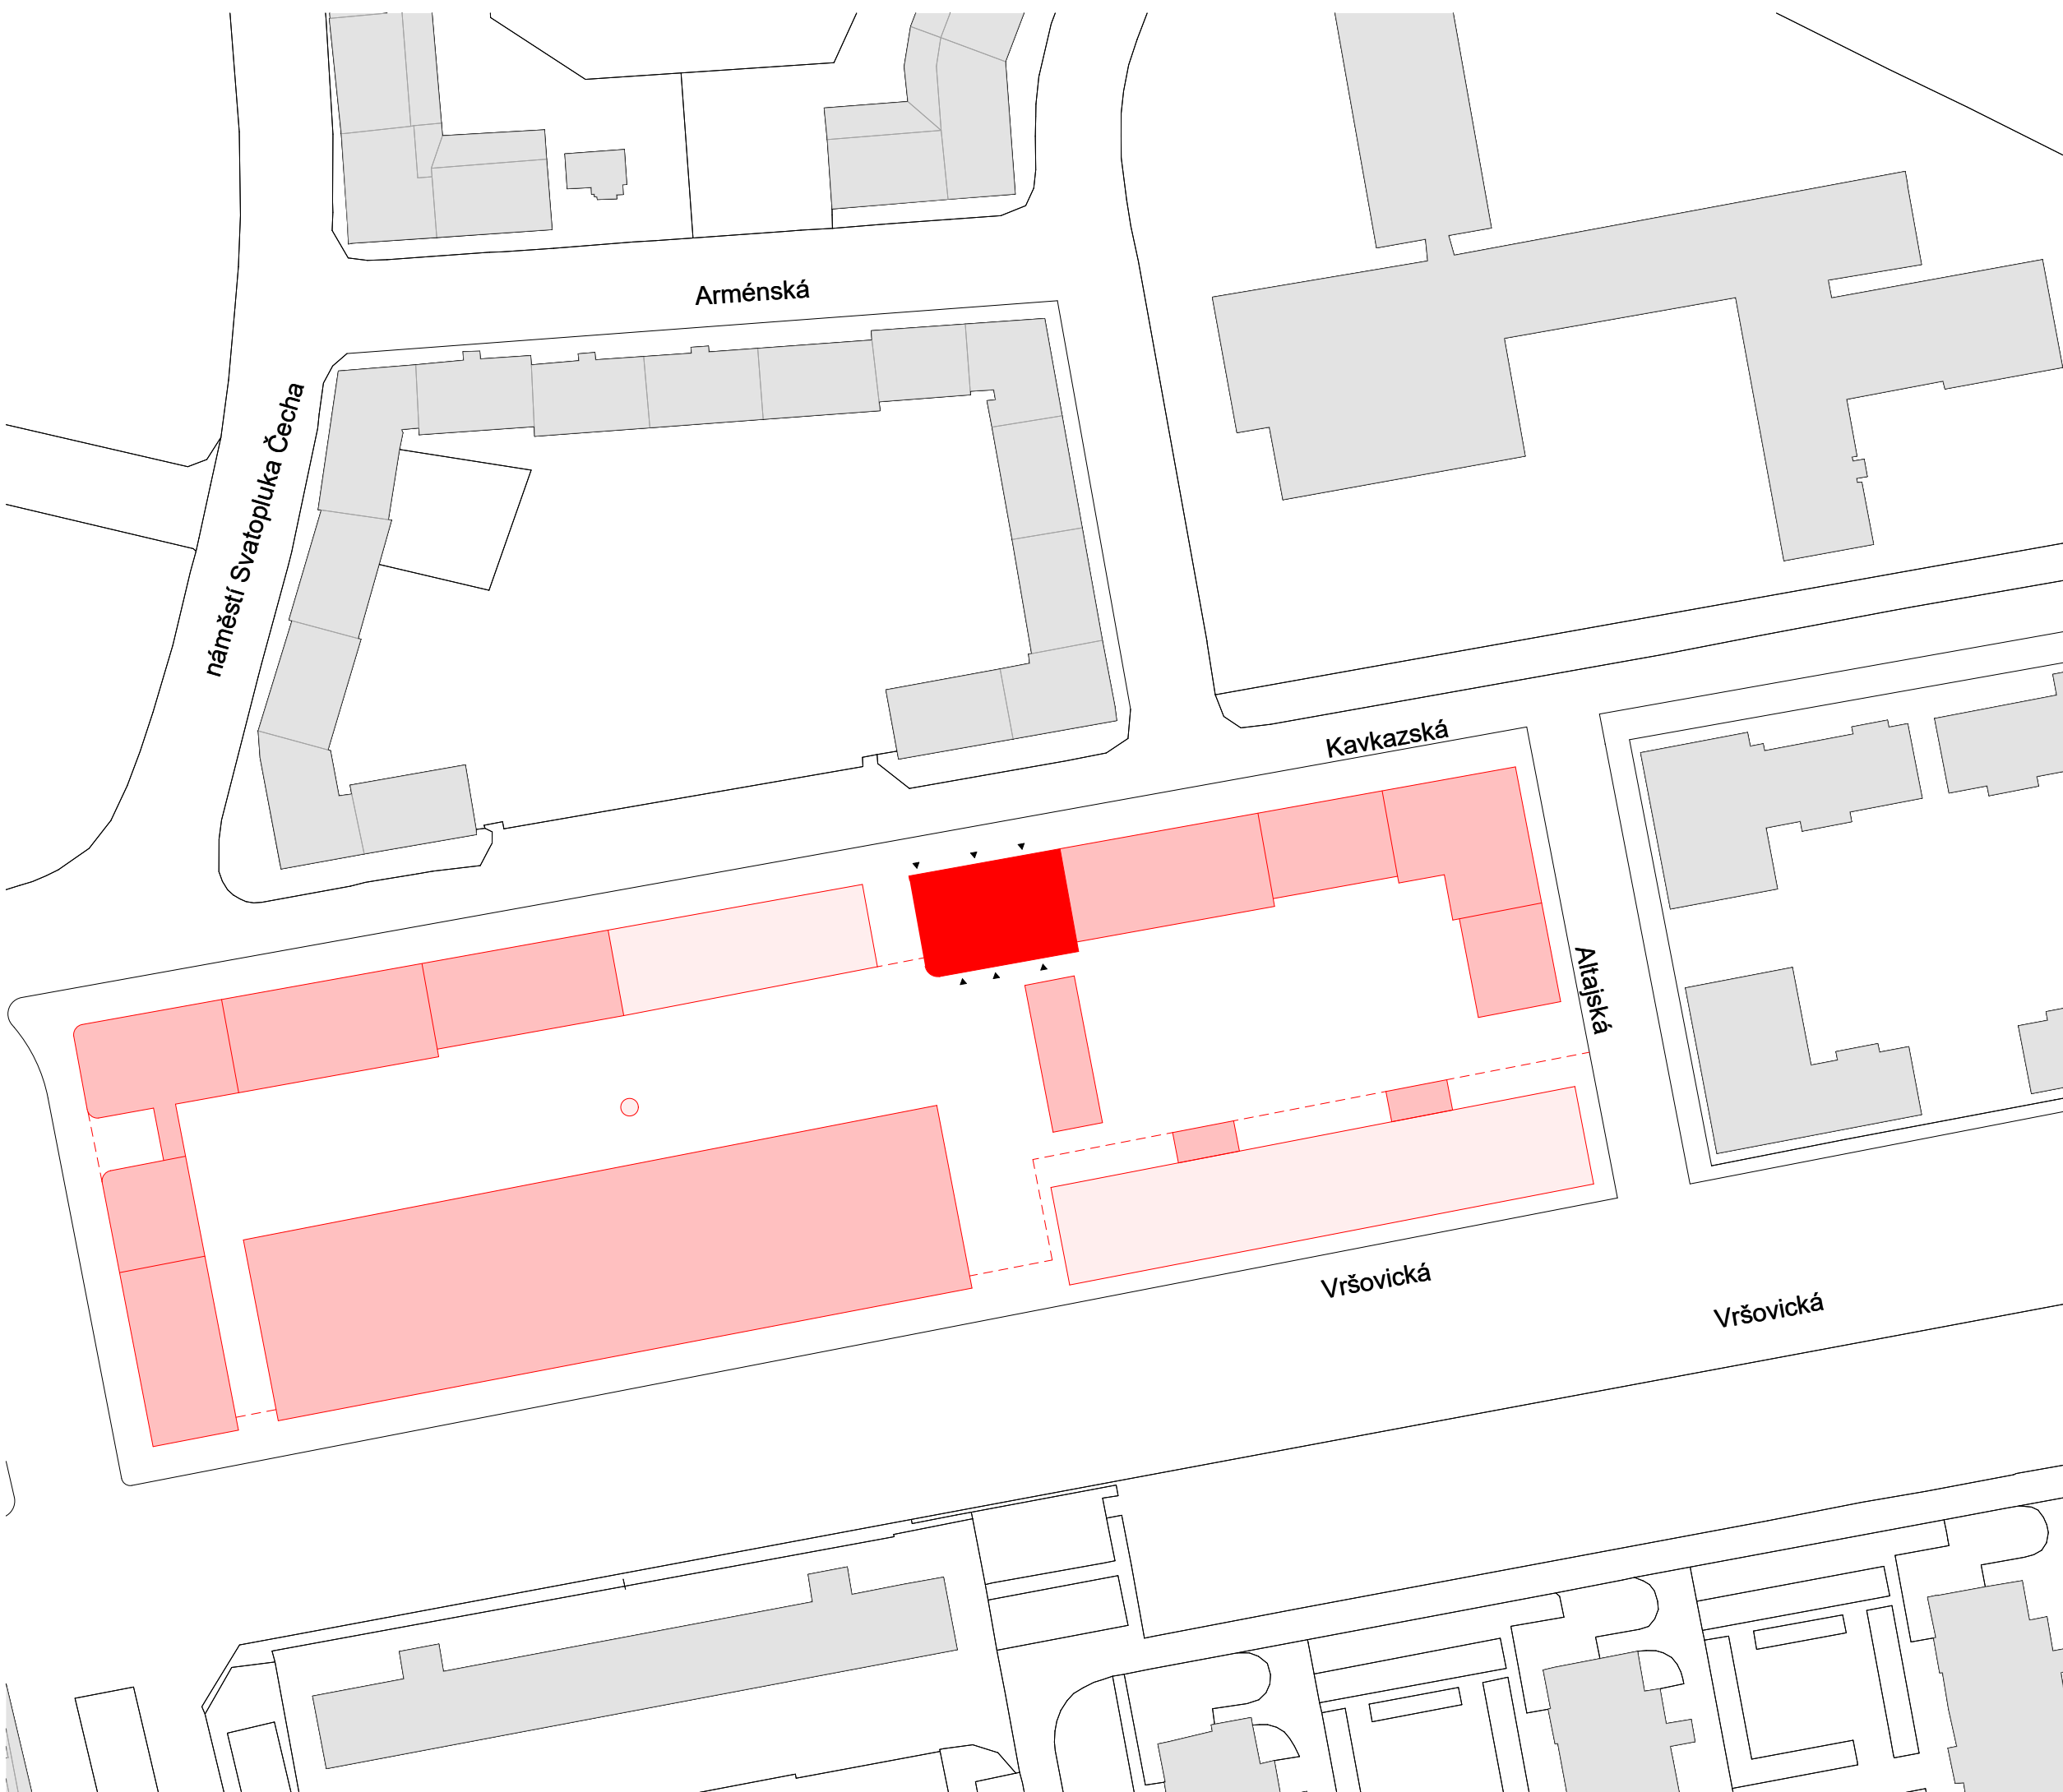 Arménská
náměstí Svatopluka Čecha
Kavkazská
Altajská
Vršovická
Vršovická